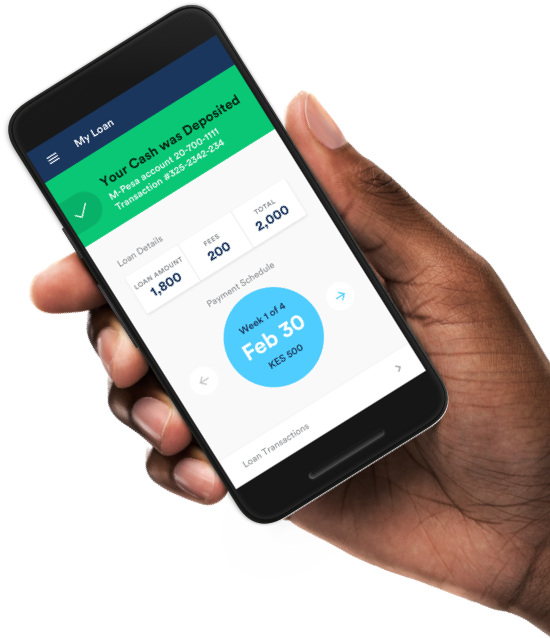 My Loan
Your Cash was Deposited
M-Pesa account 20-700-1111
Transaction #325-2342-234
Loan Details
LOAN AMOUNT
1,800
FEES
200
TOTAL
2,000
Payment Schedule
Week 1 of 4
Feb 30
KES 500
Loan Transactions